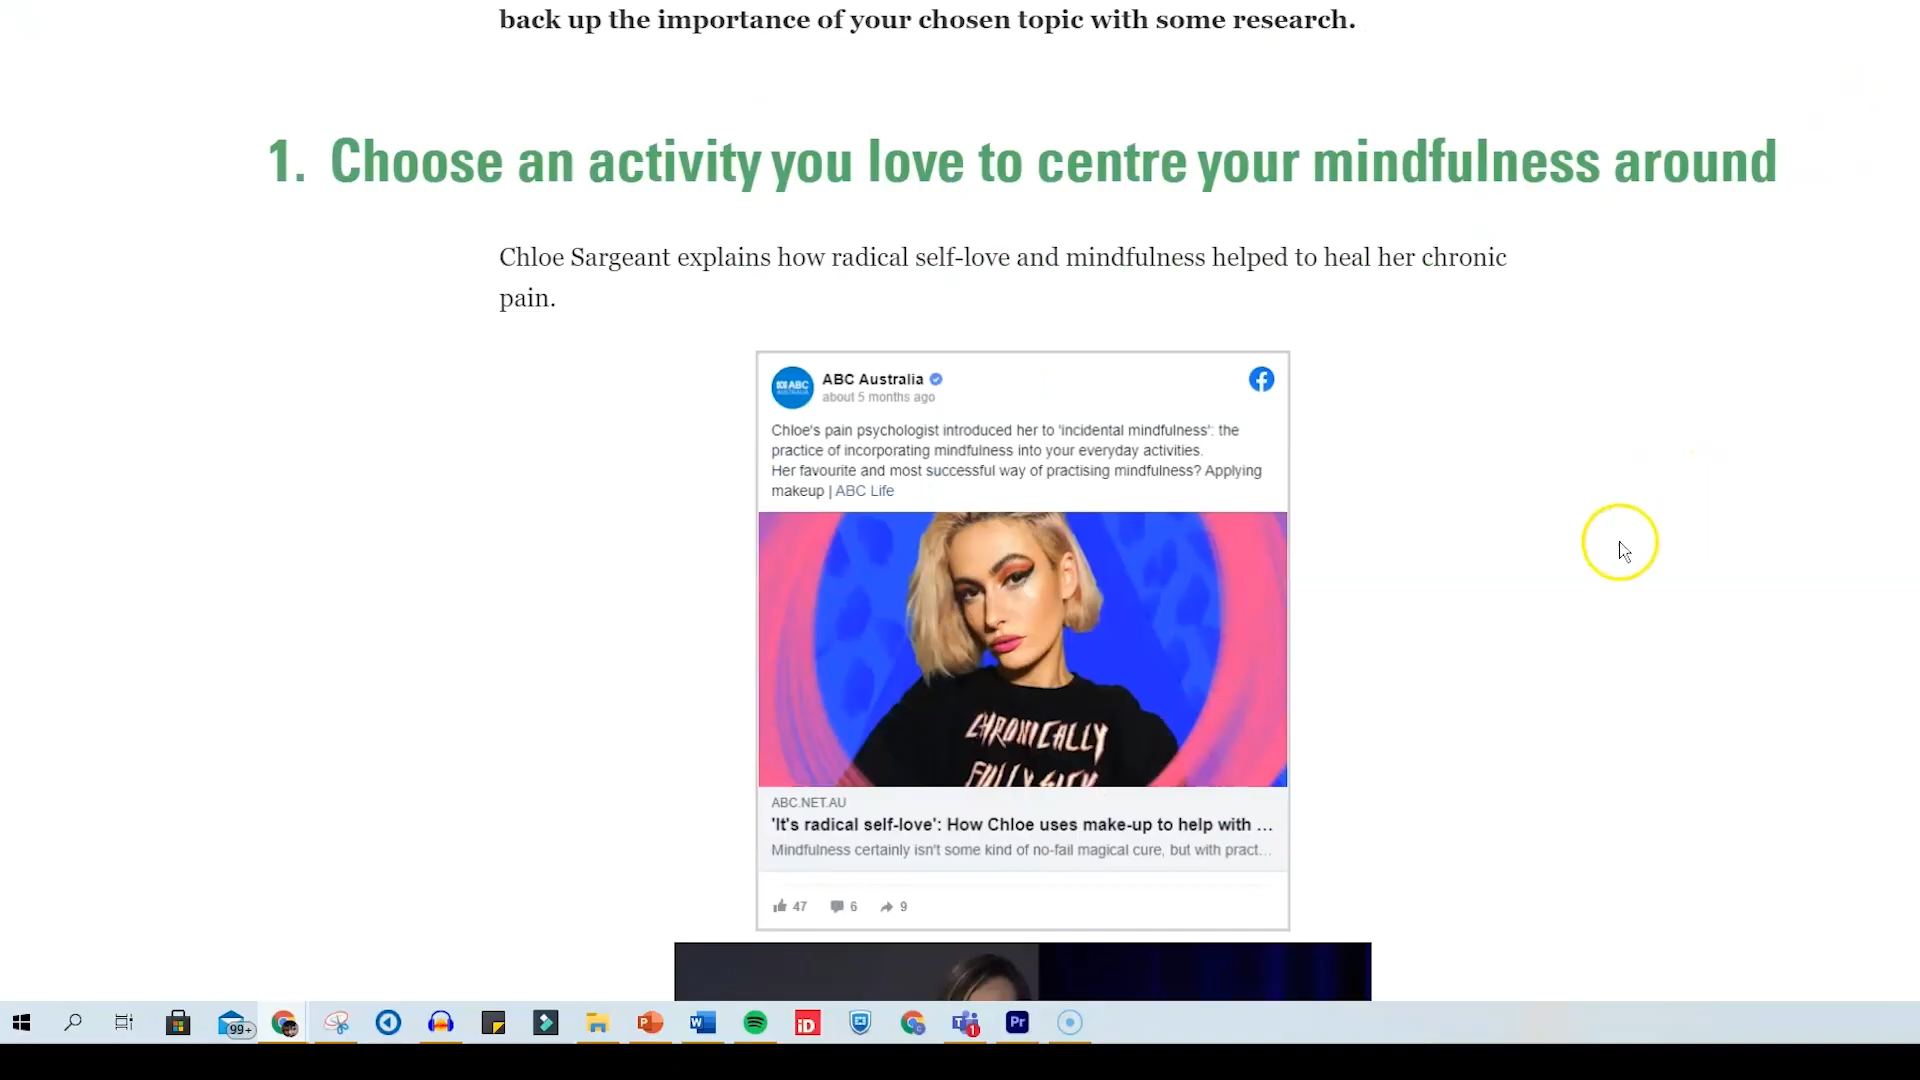 back up the importance of your chosen topic with some research.
1. Choose an activity you love to centre your mindfulness around
Chloe Sargeant explains how radical self-love and mindfulness helped to heal her chronic
pain.
ABC Australia
about 5 months ago
Chloe's pain psychologist introduced her to 'incidental mindfulness': the
practice of incorporating mindfulness into your everyday activities.
Her favourite and most successful way of practising mindfulness? Applying
makeup | ABC Life
CHRONICALLY
FULLY SICK
ABC.NET.AU
'It's radical self-love': How Chloe uses make-up to help with ...
Mindfulness certainly isn't some kind of no-fail magical cure, but with pract...
47 6 9
99+ iD 1 Pr